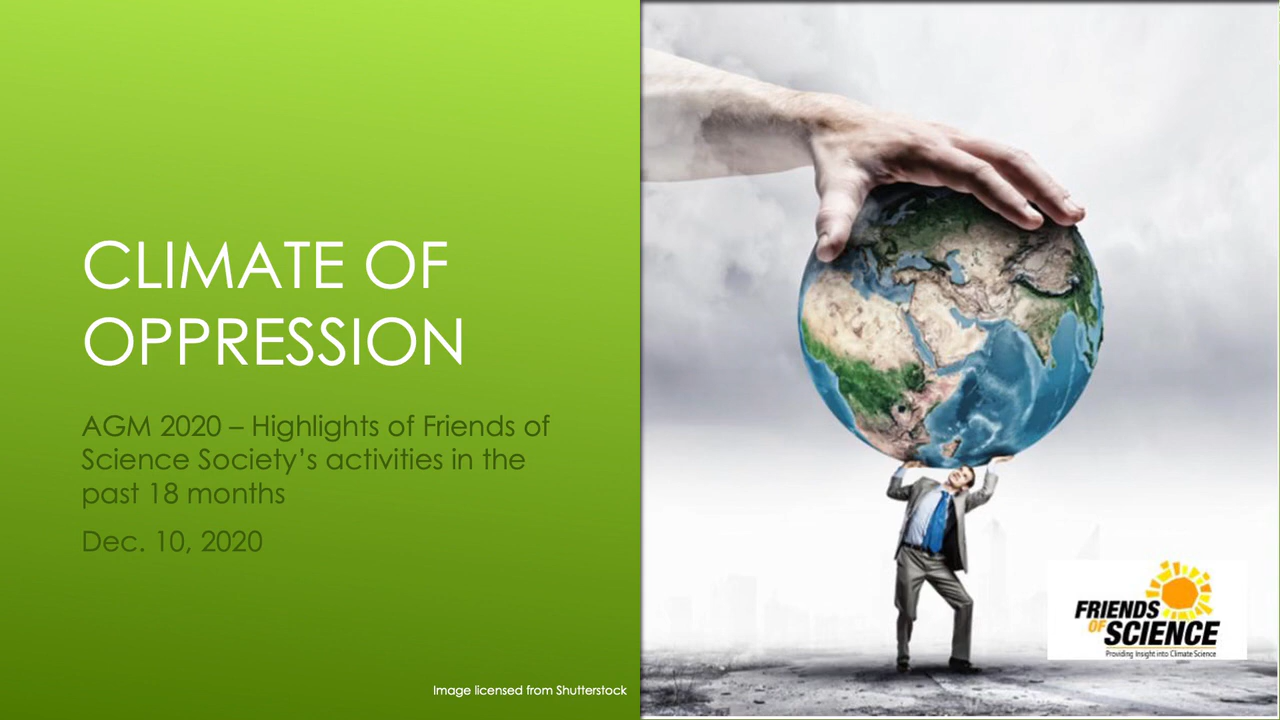 CLIMATE OF
OPPRESSION
AGM 2020 – Highlights of Friends of
Science Society’s activities in the
past 18 months
Dec. 10, 2020
Image licensed from Shutterstock
FRIENDS
OF SCIENCE
Providing Insight into Climate Science